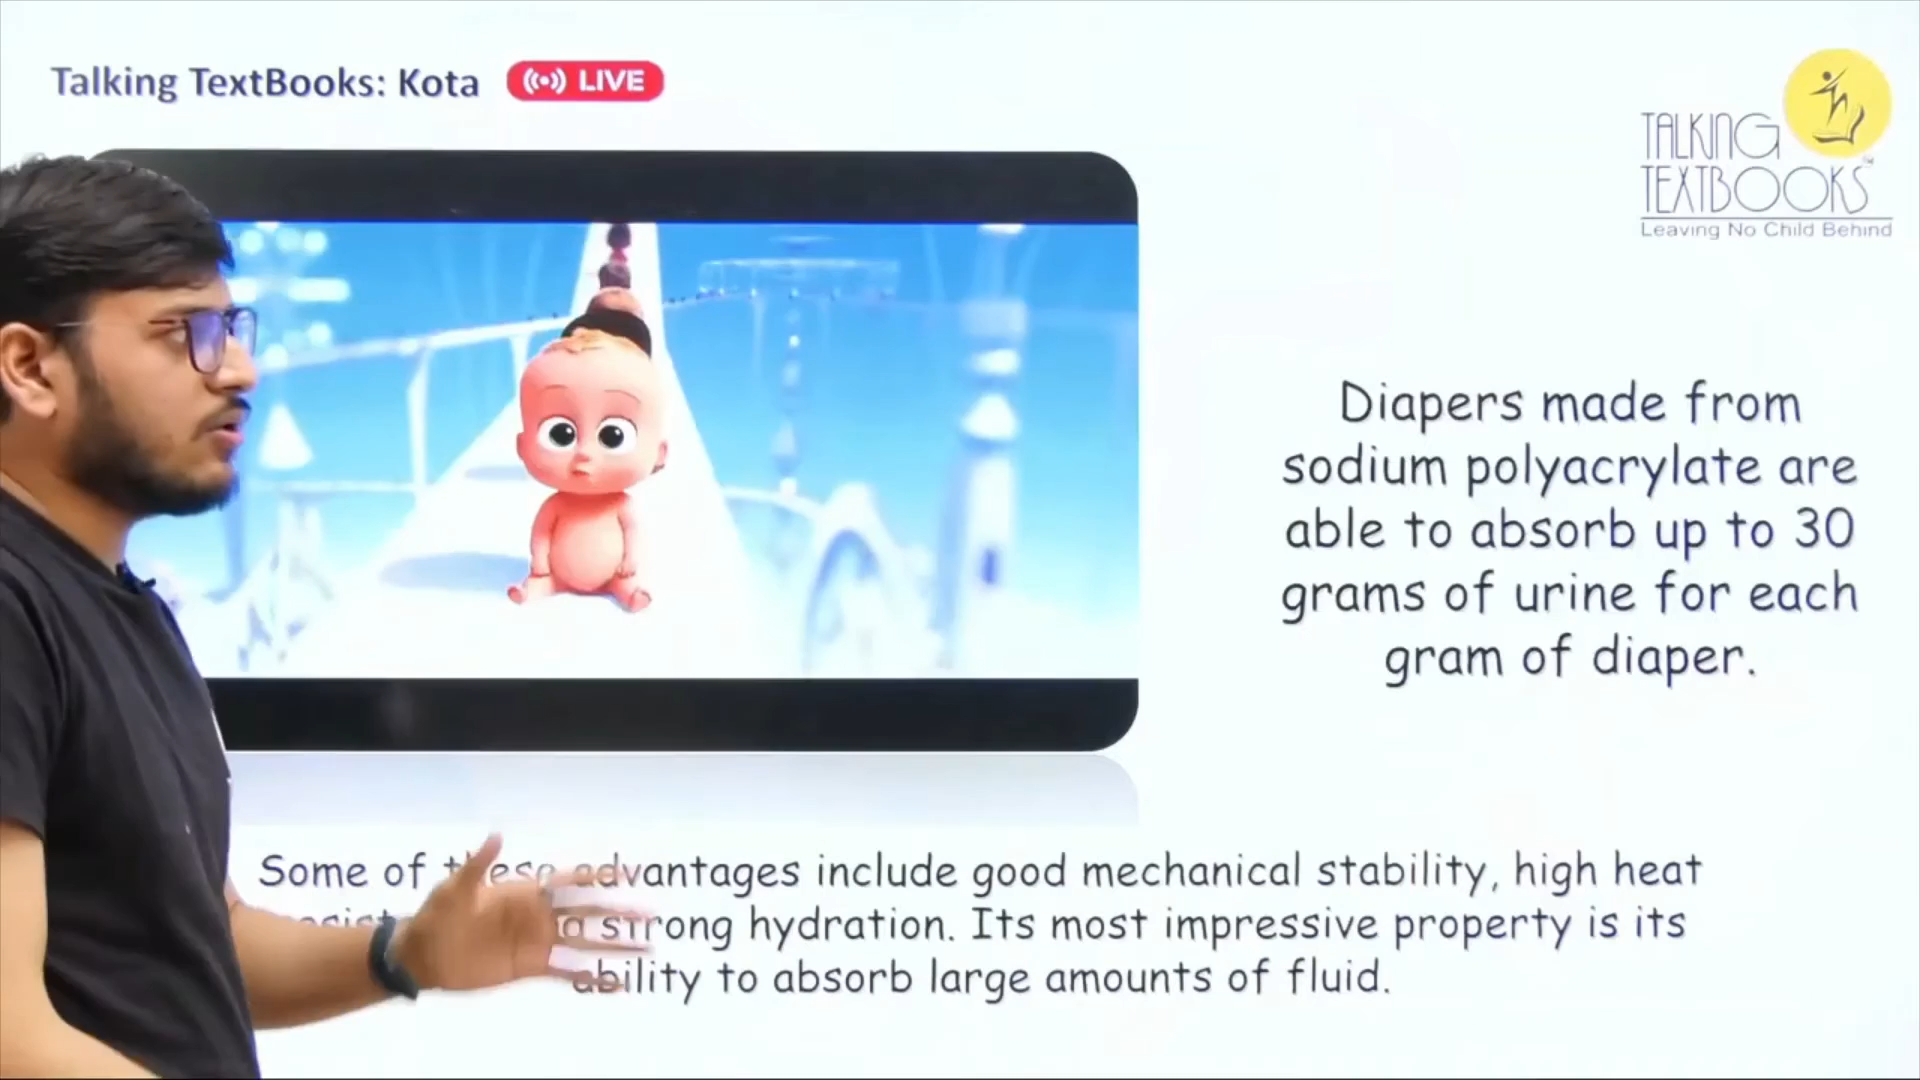 Talking TextBooks: Kota
LIVE
TALKING
TEXTBOOKS
Leaving No Child Behind
Diapers made from
sodium polyacrylate are
able to absorb up to 30
grams of urine for each
gram of diaper.
Some of these advantages include good mechanical stability, high heat
strong hydration. Its most impressive property is its
ability to absorb large amounts of fluid.